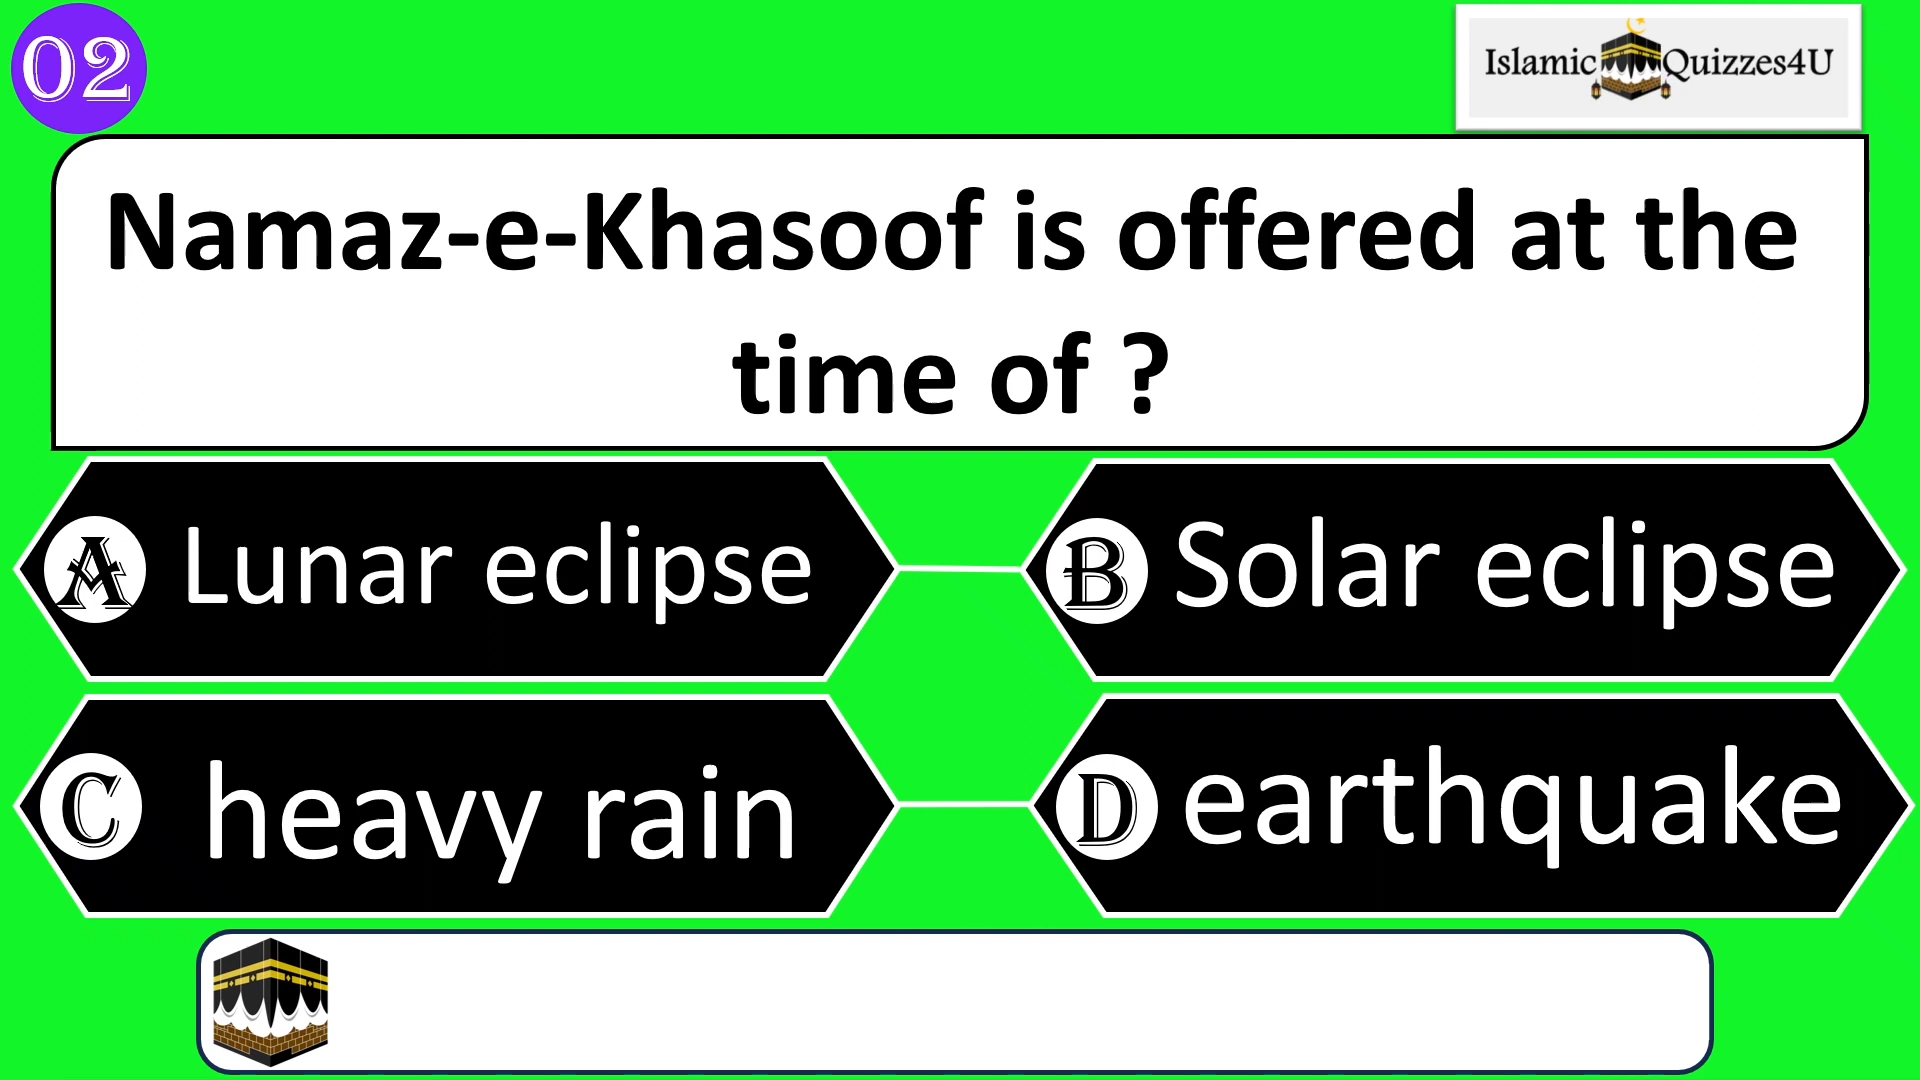 02
Islamic Quizzes4U
Namaz-e-Khasoof is offered at the
time of ?
A Lunar eclipse
B Solar eclipse
C heavy rain
D earthquake